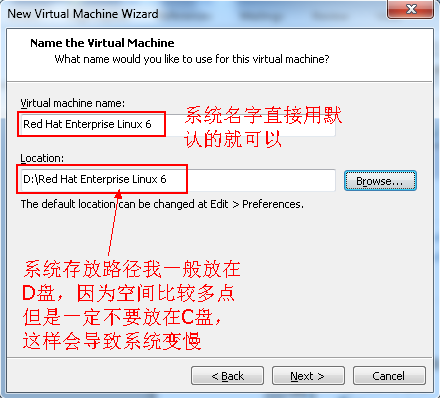 New Virtual Machine Wizard
Name the Virtual Machine
What name would you like to use for this virtual machine?
Virtual machine name:
Red Hat Enterprise Linux 6
系统名字直接用默
认的就可以
Location:
D:\Red Hat Enterprise Linux 6
Browse...
The default location can be changed at Edit > Preferences.
系统存放路径我一般放在
D盘，因为空间比较多点
但是一定不要放在C盘，
这样会导致系统变慢
< Back
Next >
Cancel